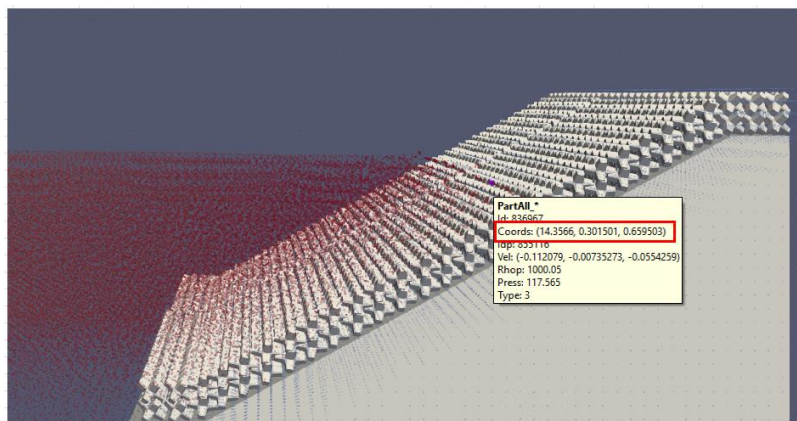 PartAll_*
Id: 836967
Coords: (14.3566, 0.301501, 0.659503)
Idp: 855116
Vel: (-0.112079, -0.00735273, -0.0554259)
Rhop: 1000.05
Press: 117.565
Type: 3